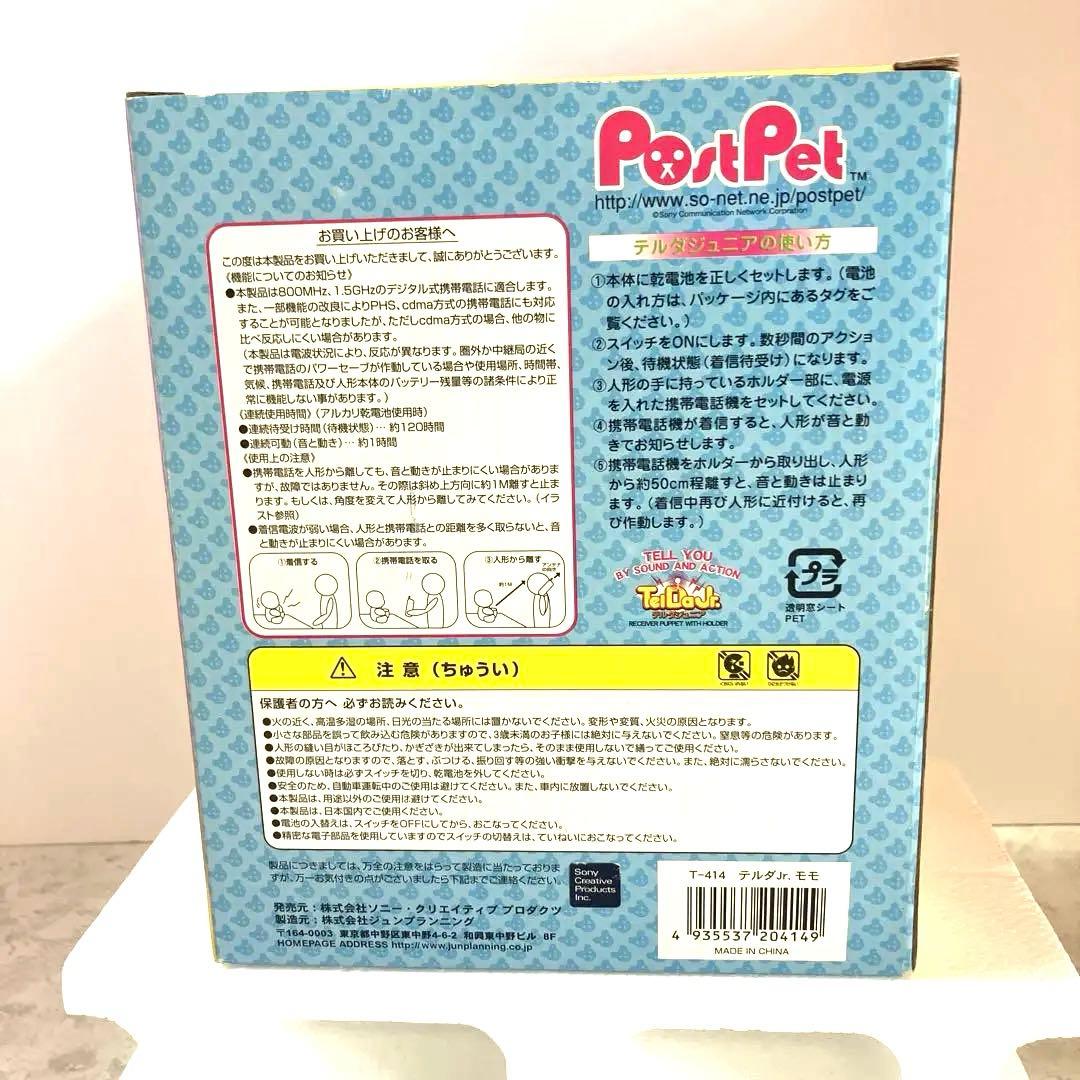 PostPet™
http://www.so-net.ne.jp/postpet/
©Sony Communication Network Corporation
テルダジュニアの使い方
①本体に乾電池を正しくセットします。(電池
の入れ方は、パッケージ内にあるタグをご
覧ください。)
②スイッチをONにします。数秒間のアクショ
ン後、待機状態(着信待受け)になります。
③人形の手に持っているホルダー部に、電源
を入れた携帯電話機をセットしてください。
④携帯電話機が着信すると、人形が音と動
きでお知らせします。
⑤携帯電話機をホルダーから取り出し、人形
から約50cm程離すと、音と動きは止まり
ます。(着信中再び人形に近付けると、再
び作動します。)
TELL YOU
BY SOUND AND ACTION
TelDaJr.
テルダジュニア
RECEIVER PUPPET WITH HOLDER
プラ
透明窓シート
PET
お買い上げのお客様へ
この度は本製品をお買い上げいただきまして、誠にありがとうございます。
《機能についてのお知らせ》
●本製品は800MHz、1.5GHzのデジタル式携帯電話に適合します。
また、一部機能の改良によりPHS、cdma方式の携帯電話にも対応
することが可能となりましたが、ただしcdma方式の場合、他の物に
比べ反応しにくい場合があります。
(本製品は電波状況により、反応が異なります。圏外か中継局の近く
で携帯電話のパワーセーブが作動している場合や使用場所、時間帯、
気候、携帯電話及び人形本体のバッテリー残量等の諸条件により正
常に機能しない事があります。)
《連続使用時間》(アルカリ乾電池使用時)
●連続待受け時間(待機状態)… 約120時間
●連続可動(音と動き)… 約1時間
《使用上の注意》
●携帯電話を人形から離しても、音と動きが止まりにくい場合がありま
すが、故障ではありません。その際は斜め上方向に約1M離すと止ま
ります。もしくは、角度を変えて人形から離してみてください。(イラ
スト参照)
●着信電波が弱い場合、人形と携帯電話との距離を多く取らないと、音
と動きが止まりにくい場合があります。
①着信する
②携帯電話を取る
③人形から離す
約1M
注意(ちゅうい)
保護者の方へ 必ずお読みください。
●火の近く、高温多湿の場所、日光の当たる場所には置かないでください。変形や変質、火災の原因となります。
●小さな部品を誤って飲み込む危険がありますので、3歳未満のお子様には絶対に与えないでください。窒息等の危険があります。
●人形の縫い目がほころびたり、かぎざきが出来てしまったら、そのまま使用しないで繕ってご使用ください。
●故障の原因となりますので、落とす、ぶつける、振り回す等の強い衝撃を与えないでください。また、絶対に濡らさないでください。
●使用しない時は必ずスイッチを切り、乾電池を外してください。
●安全のため、自動車運転中のご使用は避けてください。また、車内に放置しないでください。
●本製品は、用途以外のご使用は避けてください。
●本製品は、日本国内でご使用ください。
●電池の入替えは、スイッチをOFFにしてから、おこなってください。
●精密な電子部品を使用していますのでスイッチの切替えは、ていねいにおこなってください。
製品につきましては、万全の注意をはらって製造に当たっておりま
すが、万一お気付きの点がございましたら下記までご連絡ください。
Sony
Creative
Products
Inc.
発売元：株式会社ソニー・クリエイティブ プロダクツ
製造元：株式会社ジュンプランニング
〒164-0003 東京都中野区東中野4-6-2 和興東中野ビル 8F
HOMEPAGE ADDRESS http://www.junplanning.co.jp
T-414 テルダJr. モモ
4 935537 204149
MADE IN CHINA